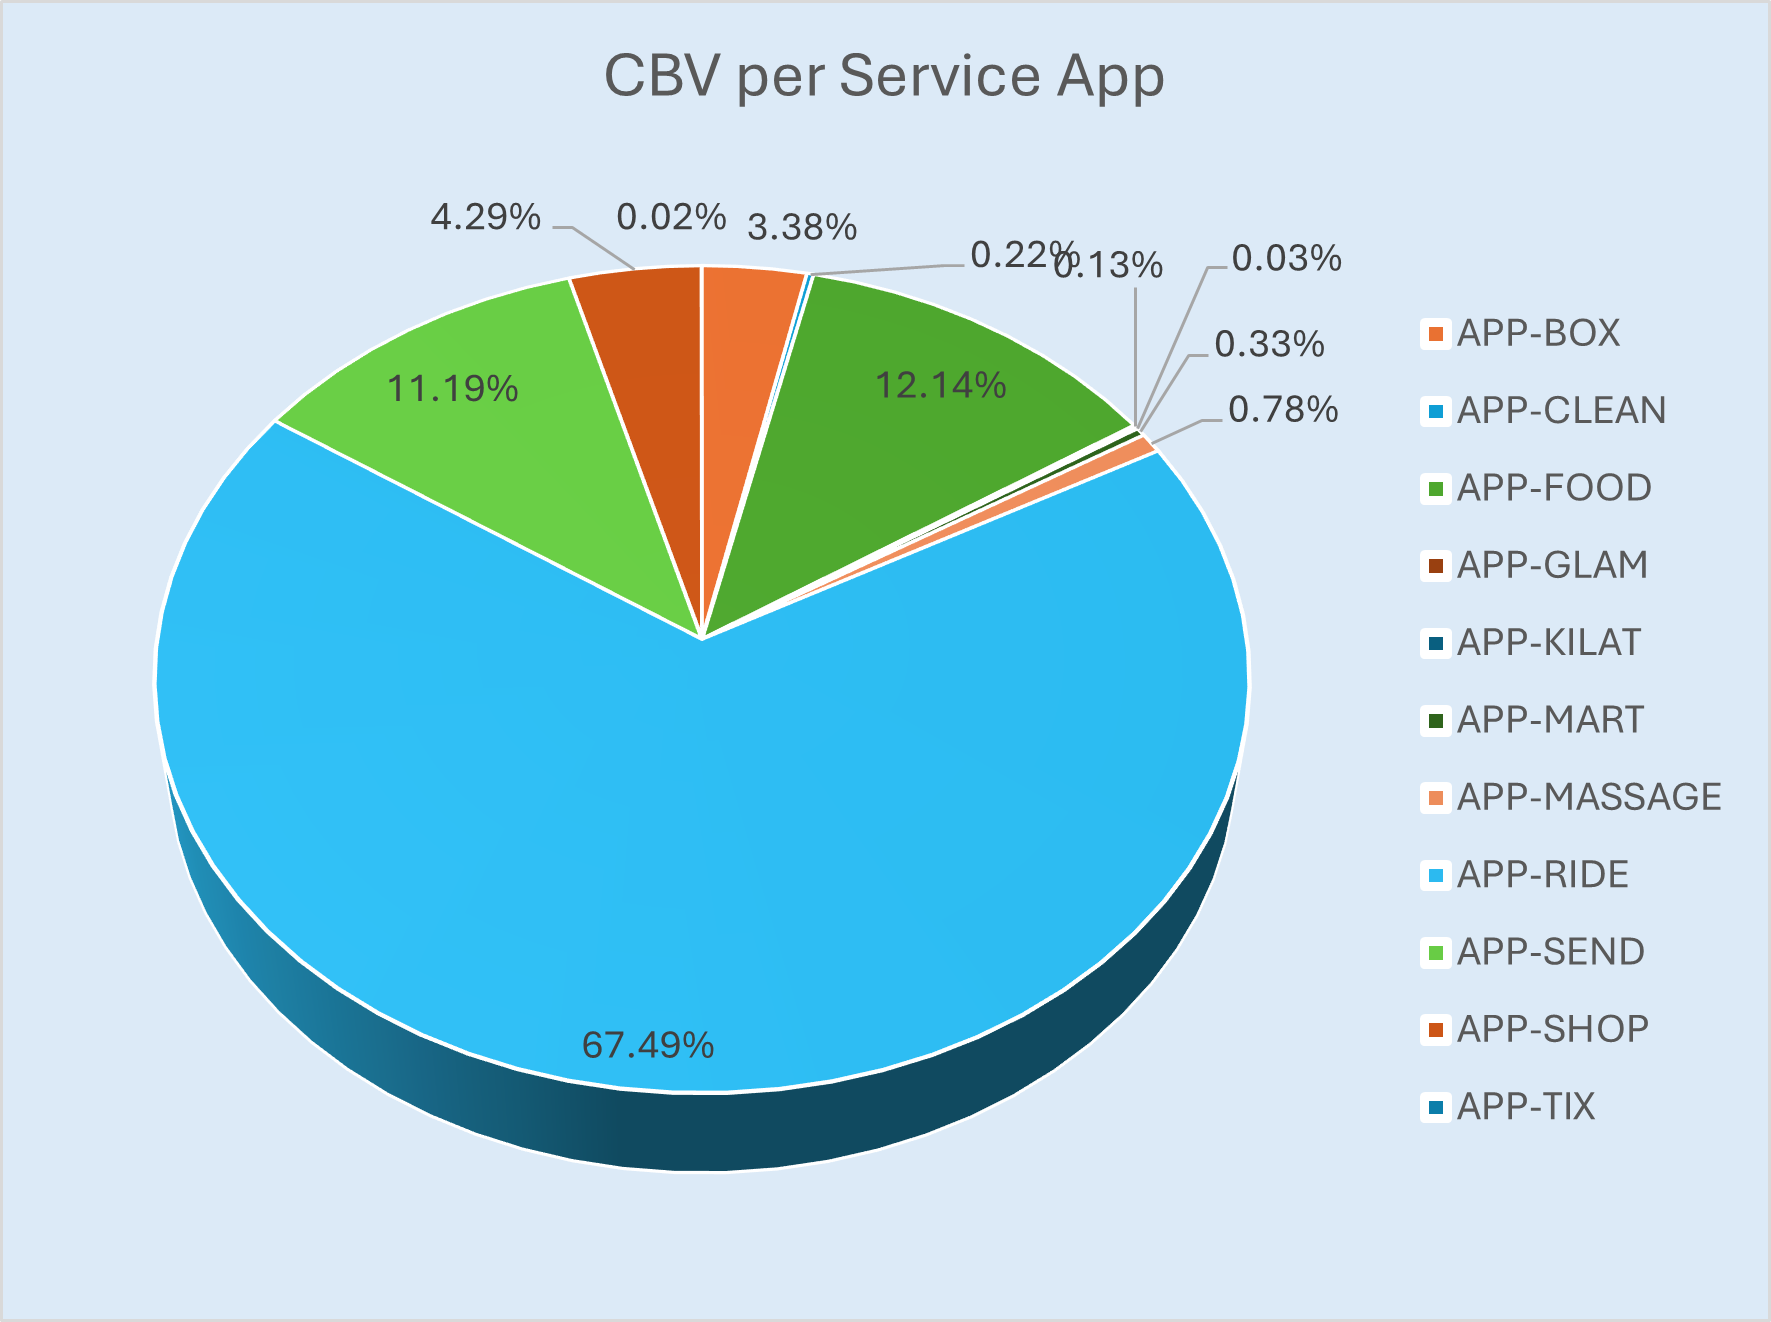 CBV per Service App
4.29%
0.02%
3.38%
0.22%
0.13%
0.03%
0.33%
0.78%
11.19%
12.14%
67.49%
APP-BOX
APP-CLEAN
APP-FOOD
APP-GLAM
APP-KILAT
APP-MART
APP-MASSAGE
APP-RIDE
APP-SEND
APP-SHOP
APP-TIX